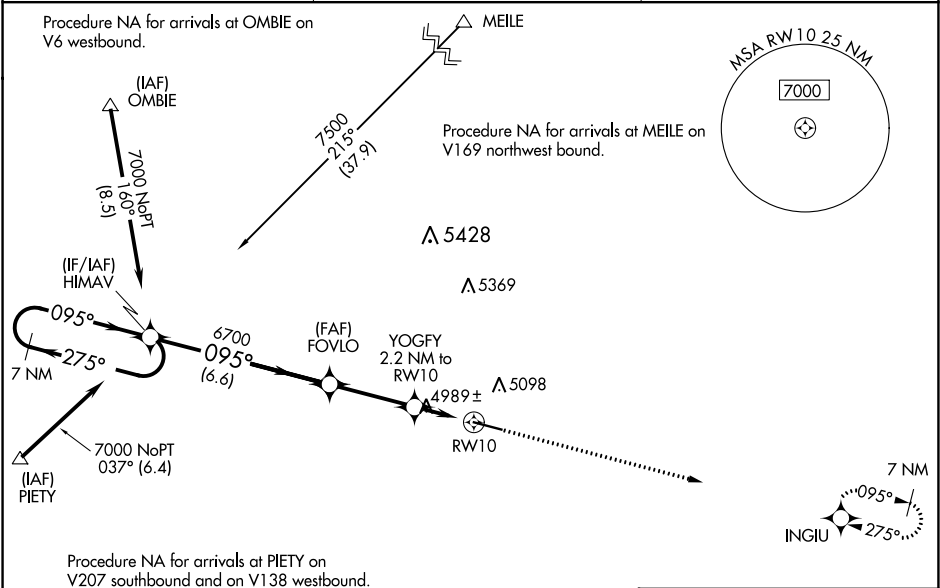 Procedure NA for arrivals at OMBIE on
V6 westbound.
MEILE
MSA RW10 25 NM
7000
(IAF)
OMBIE
7500
215°
(37.9)
Procedure NA for arrivals at MEILE on
V169 northwest bound.
7000 NoPT
160°
(8.5)
5428
(IF/IAF)
HIMAV
5369
095°
6700
095°
(6.6)
(FAF)
FOVLO
YOGFY
2.2 NM to
RW10
275°
7 NM
4989±
5098
RW10
7000 NoPT
037° (6.4)
(IAF)
PIETY
7 NM
095°
275°
INGIU
Procedure NA for arrivals at PIETY on
V207 southbound and on V138 westbound.